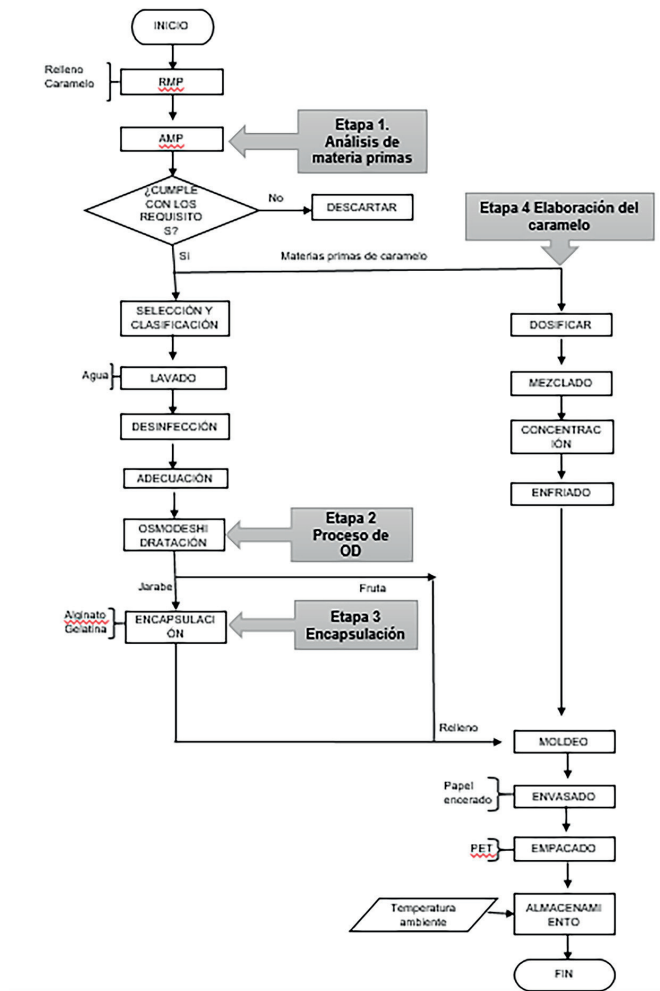 INICIO
Relleno
Caramelo
RMP
AMP
Etapa 1.
Análisis de
materia primas
¿CUMPLE
CON LOS
REQUISITO
S?
No
DESCARTAR
Etapa 4 Elaboración del
caramelo
Sí
Materias primas de caramelo
SELECCIÓN Y
CLASIFICACIÓN
DOSIFICAR
Agua
LAVADO
MEZCLADO
DESINFECCIÓN
CONCENTRAC
IÓN
ADECUACIÓN
ENFRIADO
OSMODESHI
DRATACIÓN
Etapa 2
Proceso de
OD
Jarabe
Fruta
Alginato
Gelatina
ENCAPSULACI
ÓN
Etapa 3
Encapsulación
Relleno
MOLDEO
Papel
encerado
ENVASADO
PET
EMPACADO
Temperatura
ambiente
ALMACENAMI
ENTO
FIN